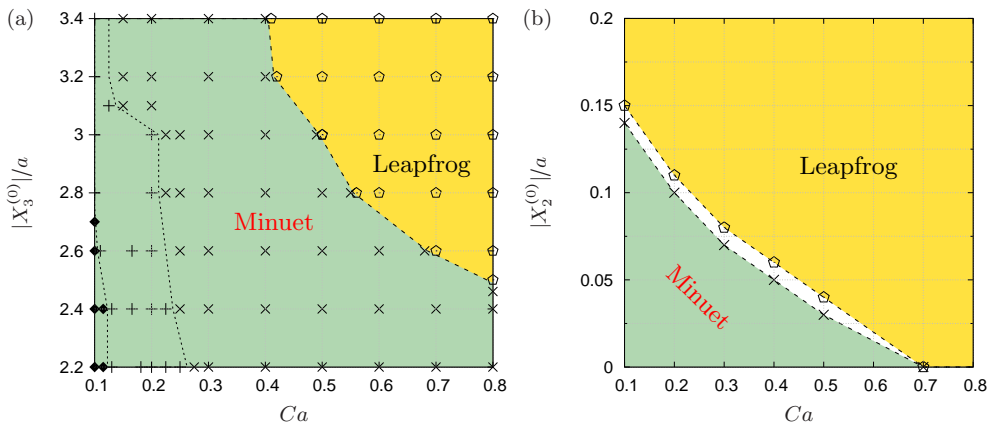 (a)
3.4
3.2
3
2.8
2.6
2.4
2.2
|X₃⁽⁰⁾|/a
0.1 0.2 0.3 0.4 0.5 0.6 0.7 0.8
Ca
Leapfrog
Minuet
(b)
0.2
0.15
0.1
0.05
0
|X₂⁽⁰⁾|/a
0.1 0.2 0.3 0.4 0.5 0.6 0.7 0.8
Ca
Leapfrog
Minuet